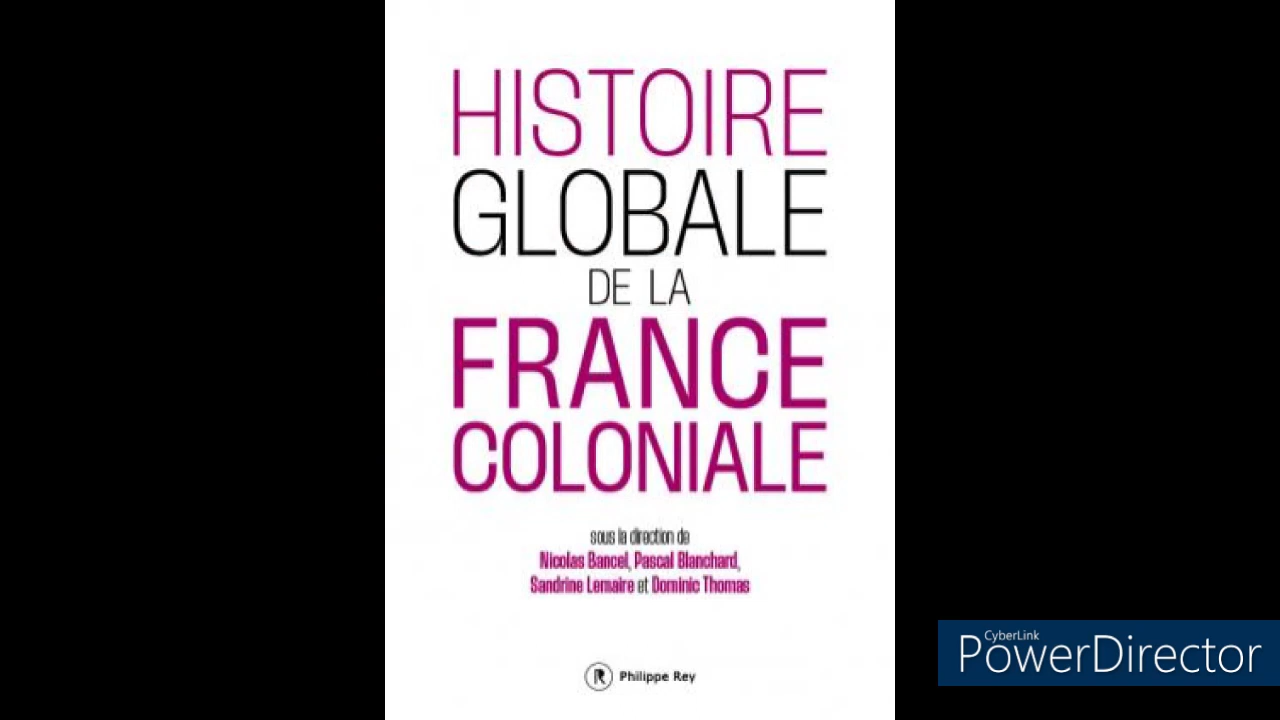 HISTOIRE
GLOBALE
DE LA
FRANCE
COLONIALE
sous la direction de
Nicolas Bancel, Pascal Blanchard,
Sandrine Lemaire et Dominic Thomas
Philippe Rey
CyberLink
PowerDirector